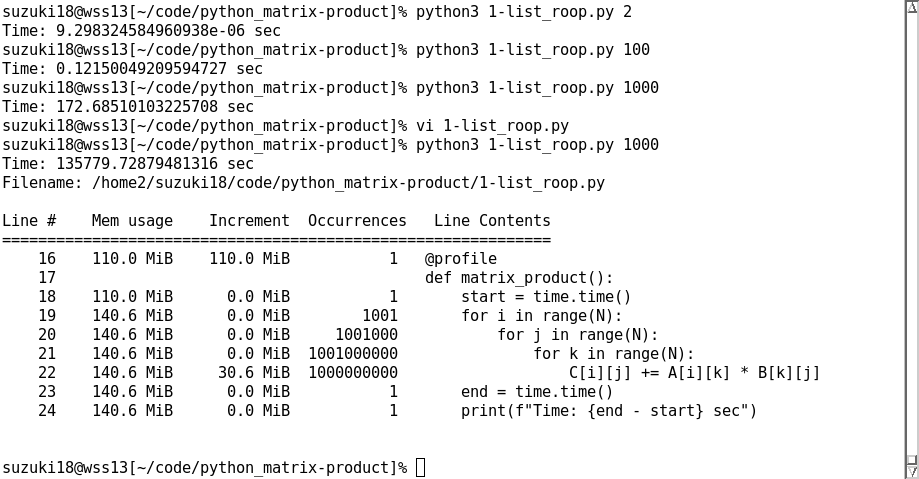 suzuki18@wss13[~/code/python_matrix-product]% python3 1-list_roop.py 2
Time: 9.298324584960938e-06 sec
suzuki18@wss13[~/code/python_matrix-product]% python3 1-list_roop.py 100
Time: 0.12150049209594727 sec
suzuki18@wss13[~/code/python_matrix-product]% python3 1-list_roop.py 1000
Time: 172.68510103225708 sec
suzuki18@wss13[~/code/python_matrix-product]% vi 1-list_roop.py
suzuki18@wss13[~/code/python_matrix-product]% python3 1-list_roop.py 1000
Time: 135779.72879481316 sec
Filename: /home2/suzuki18/code/python_matrix-product/1-list_roop.py

Line #    Mem usage    Increment  Occurrences   Line Contents
=============================================================
    16    110.0 MiB    110.0 MiB           1   @profile
    17                                         def matrix_product():
    18    110.0 MiB      0.0 MiB           1       start = time.time()
    19    140.6 MiB      0.0 MiB        1001       for i in range(N):
    20    140.6 MiB      0.0 MiB     1001000           for j in range(N):
    21    140.6 MiB      0.0 MiB  1001000000               for k in range(N):
    22    140.6 MiB     30.6 MiB  1000000000                   C[i][j] += A[i][k] * B[k][j]
    23    140.6 MiB      0.0 MiB           1       end = time.time()
    24    140.6 MiB      0.0 MiB           1       print(f"Time: {end - start} sec")

suzuki18@wss13[~/code/python_matrix-product]%